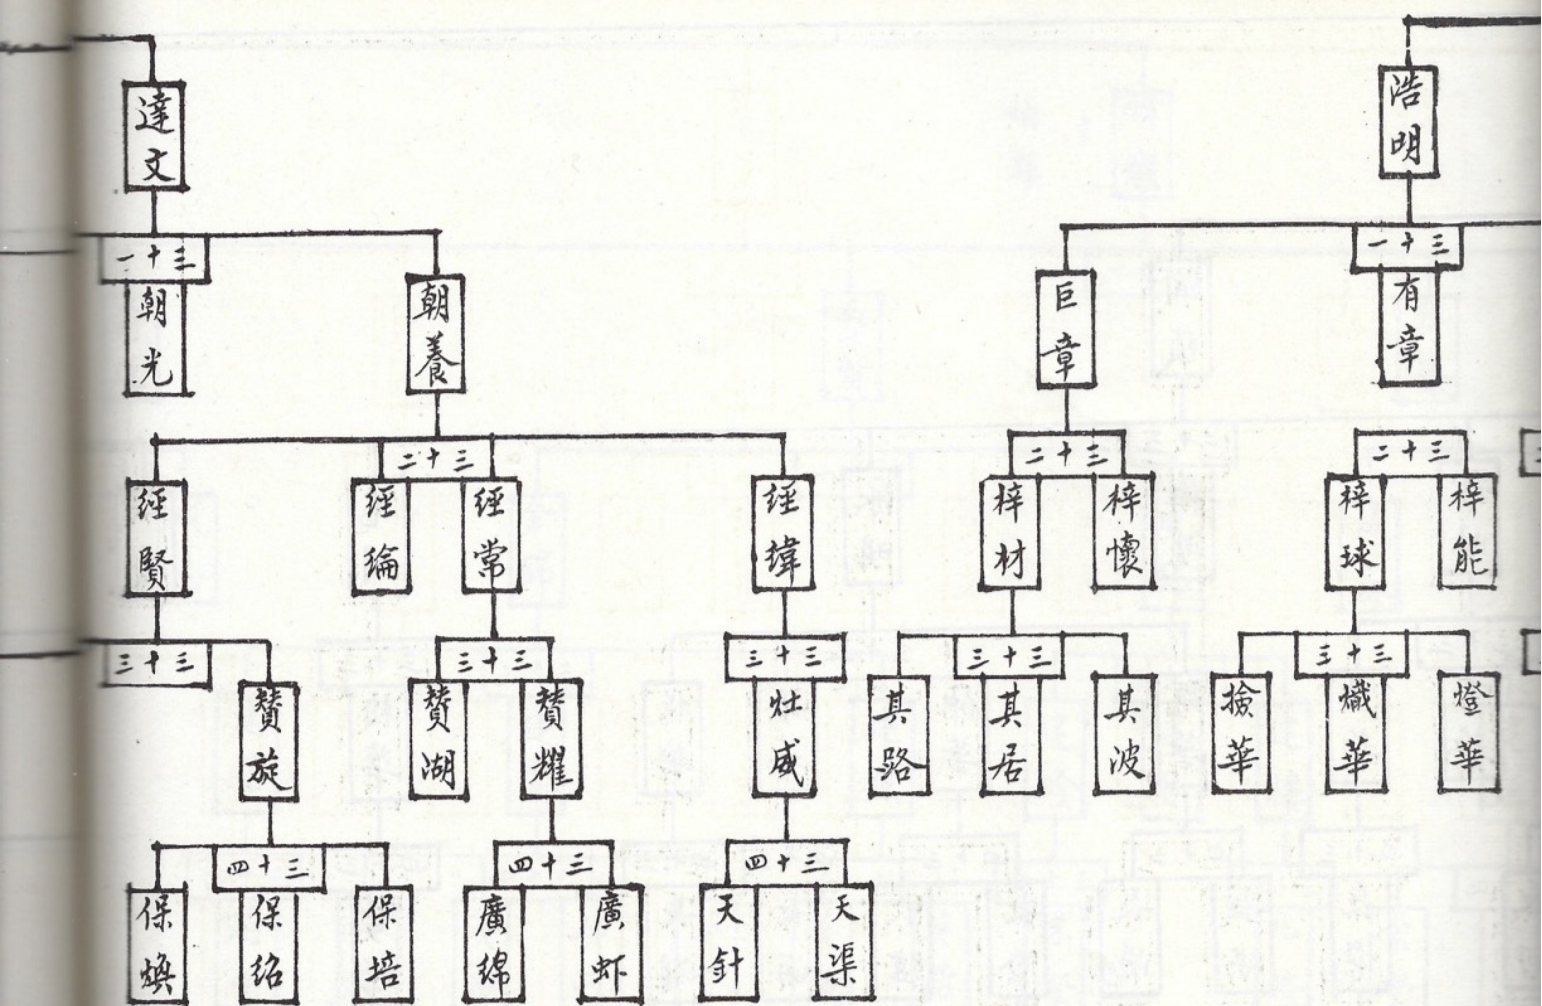 浩明
達文
三十一
三十一
有章
巨章
朝養
朝光
三十二
三十二
三十二
梓能
梓球
梓懷
梓材
經緯
經常
經綸
經賢
三十三
三十三
三十三
三十三
三十三
燈華
熾華
撿華
其波
其居
其路
灶威
贊耀
贊湖
贊旋
三十四
三十四
三十四
天渠
天針
廣虾
廣綿
保培
保紹
保煥